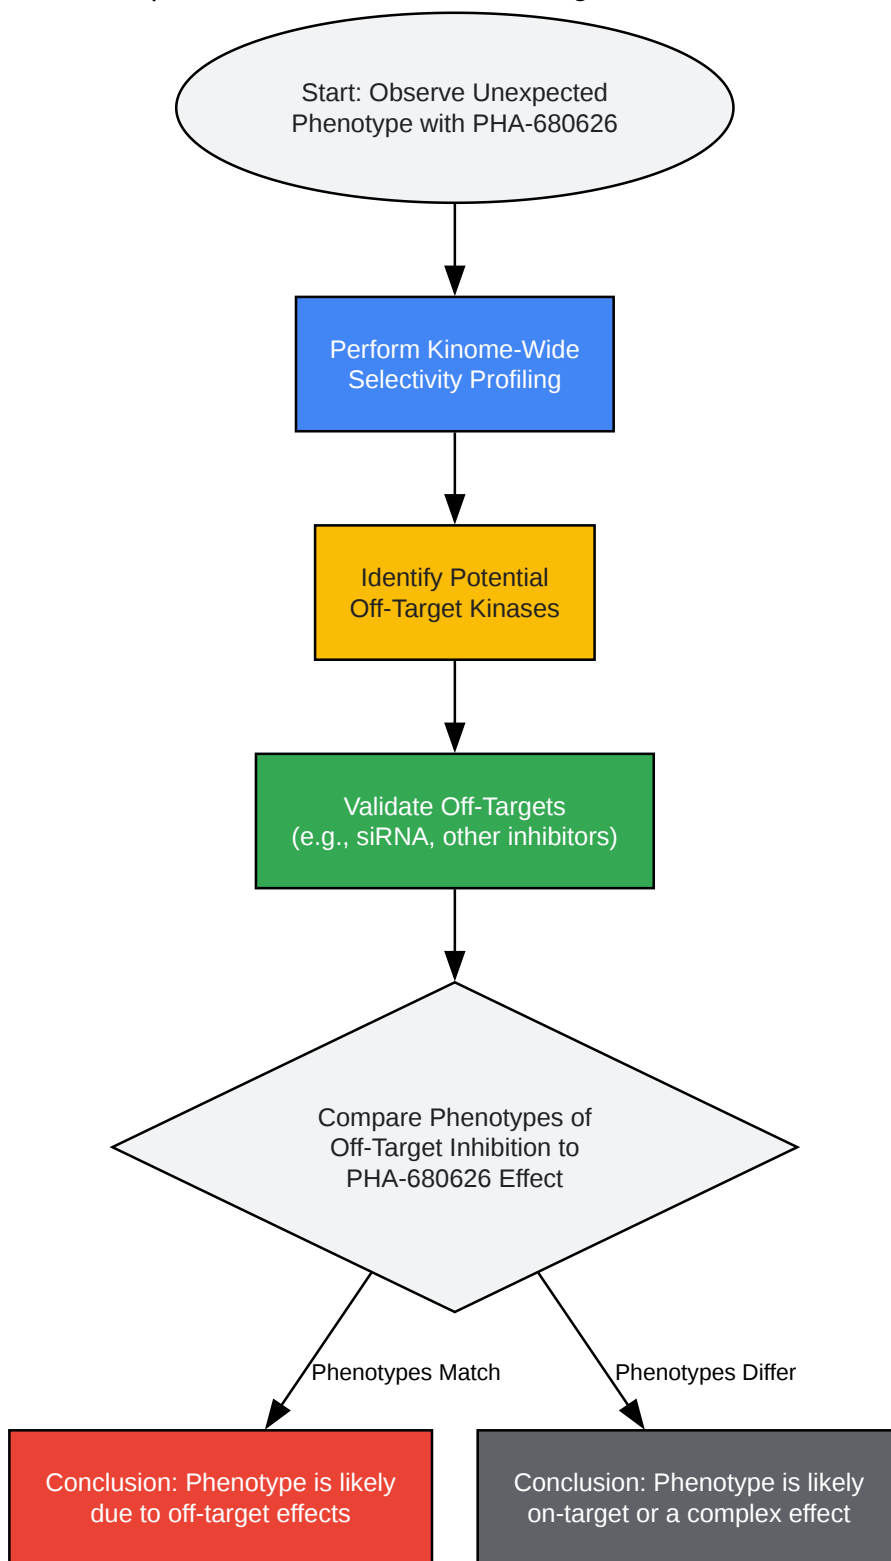 Start: Observe Unexpected
Phenotype with PHA-680626
Perform Kinome-Wide
Selectivity Profiling
Identify Potential
Off-Target Kinases
Validate Off-Targets
(e.g., siRNA, other inhibitors)
Compare Phenotypes of
Off-Target Inhibition to
PHA-680626 Effect
Phenotypes Match
Phenotypes Differ
Conclusion: Phenotype is likely
due to off-target effects
Conclusion: Phenotype is likely
on-target or a complex effect